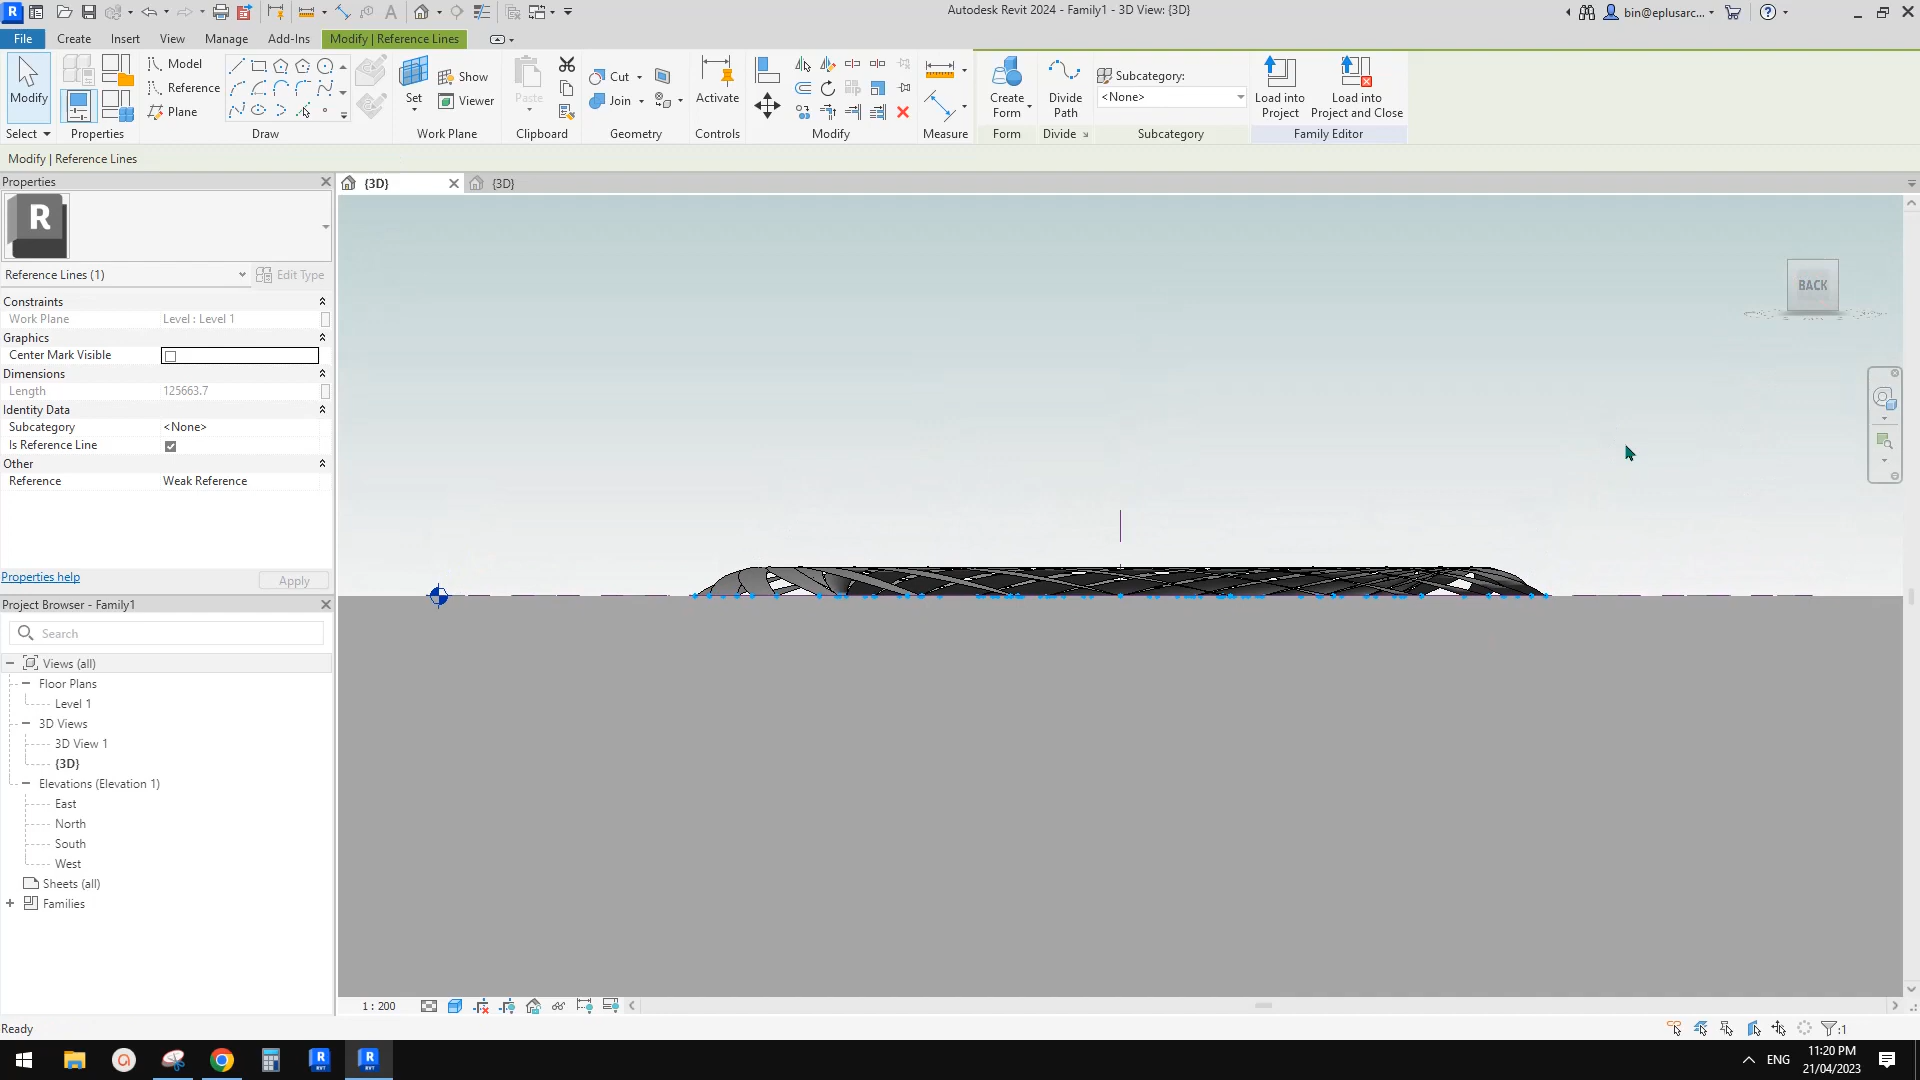 Autodesk Revit 2024 - Family1 - 3D View: {3D}
bin@eplusarc...
File
Create
Insert
View
Manage
Add-Ins
Modify | Reference Lines
Modify
Select
Properties
Model
Reference
Plane
Draw
Set
Show
Viewer
Work Plane
Paste
Clipboard
Cut
Join
Geometry
Activate
Controls
Modify
Measure
Create
Form
Form
Divide
Path
Divide
Subcategory:
<None>
Subcategory
Load into
Project
Load into
Project and Close
Family Editor
Modify | Reference Lines
Properties
R
Reference Lines (1)
Edit Type
Constraints
Work Plane
Level : Level 1
Graphics
Center Mark Visible
Dimensions
Length
125663.7
Identity Data
Subcategory
<None>
Is Reference Line
Other
Reference
Weak Reference
Properties help
Apply
Project Browser - Family1
Search
Views (all)
Floor Plans
Level 1
3D Views
3D View 1
{3D}
Elevations (Elevation 1)
East
North
South
West
Sheets (all)
Families
{3D}
{3D}
BACK
1 : 200
Ready
:1
ENG
11:20 PM
21/04/2023